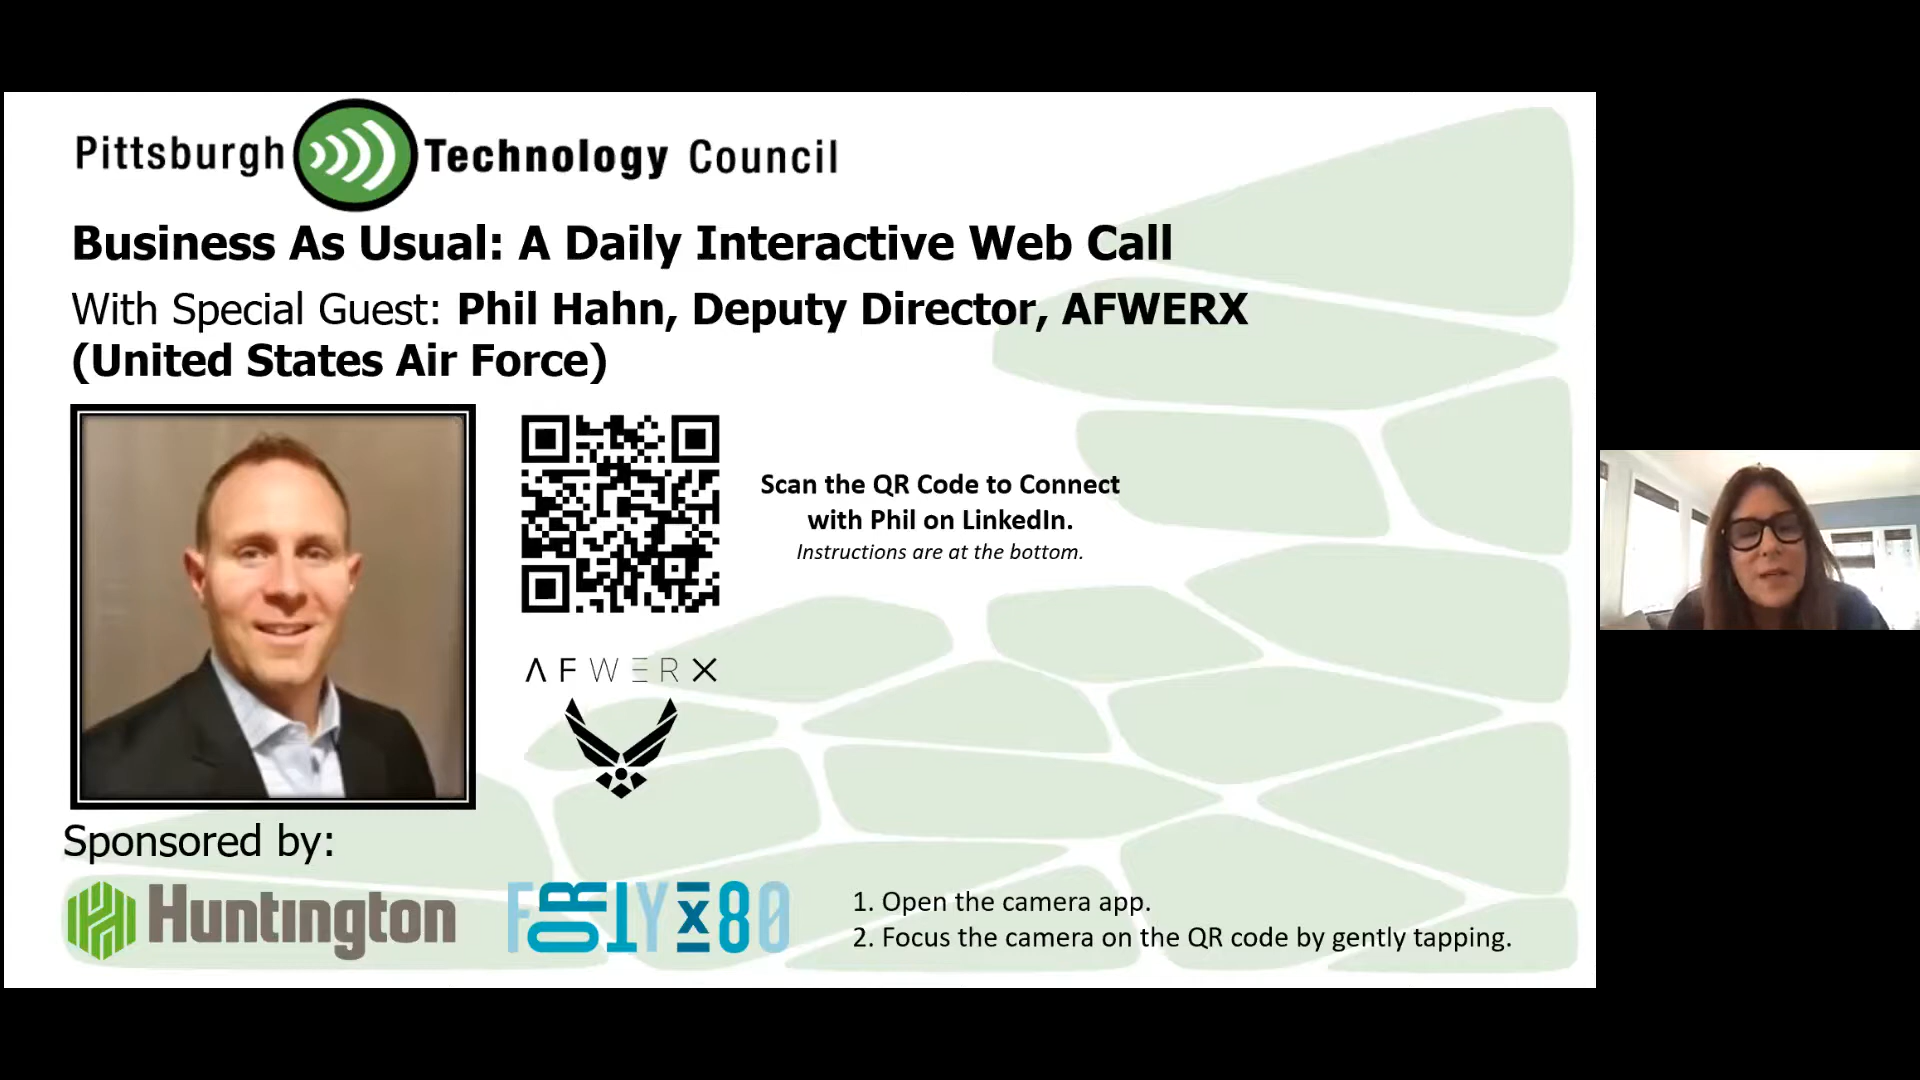 Pittsburgh Technology Council
Business As Usual: A Daily Interactive Web Call
With Special Guest: Phil Hahn, Deputy Director, AFWERX
(United States Air Force)
Scan the QR Code to Connect
with Phil on LinkedIn.
Instructions are at the bottom.
AFWERX
Sponsored by:
Huntington
FORTYX80
1. Open the camera app.
2. Focus the camera on the QR code by gently tapping.